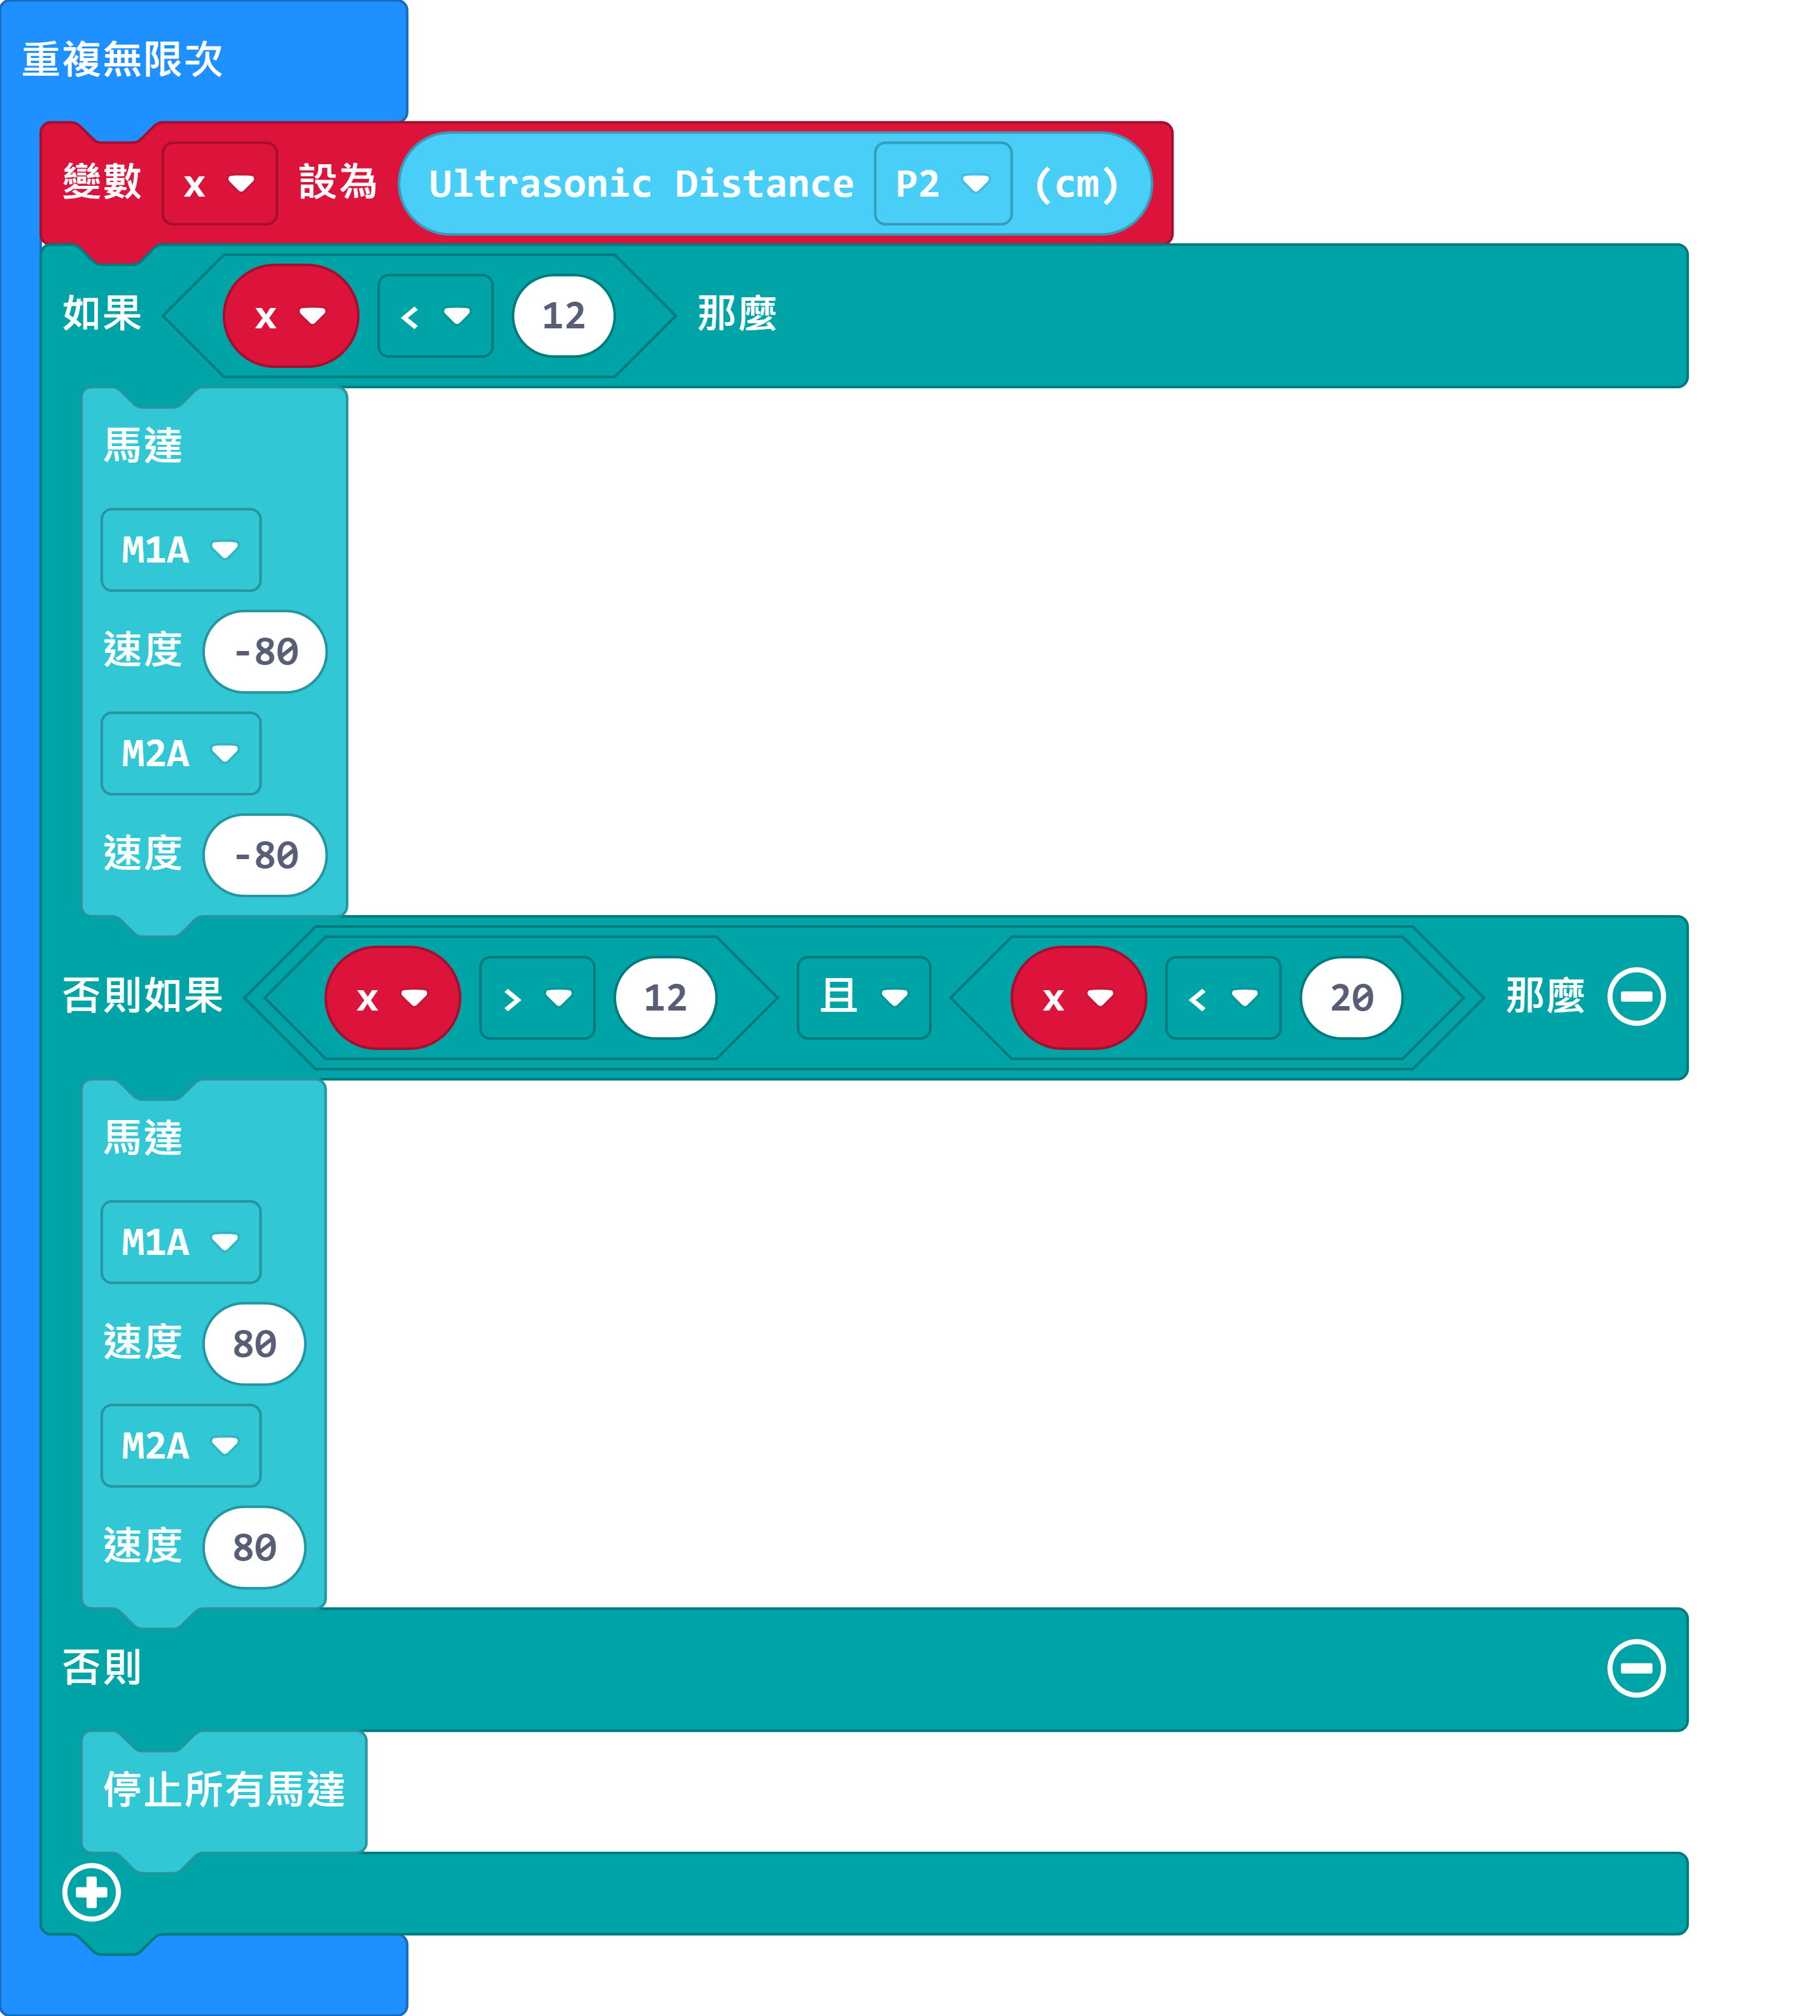 重複無限次
變數 x 設為 Ultrasonic Distance P2 (cm)
如果 x < 12 那麼
馬達
M1A
速度 -80
M2A
速度 -80
否則如果 x > 12 且 x < 20 那麼
馬達
M1A
速度 80
M2A
速度 80
否則
停止所有馬達